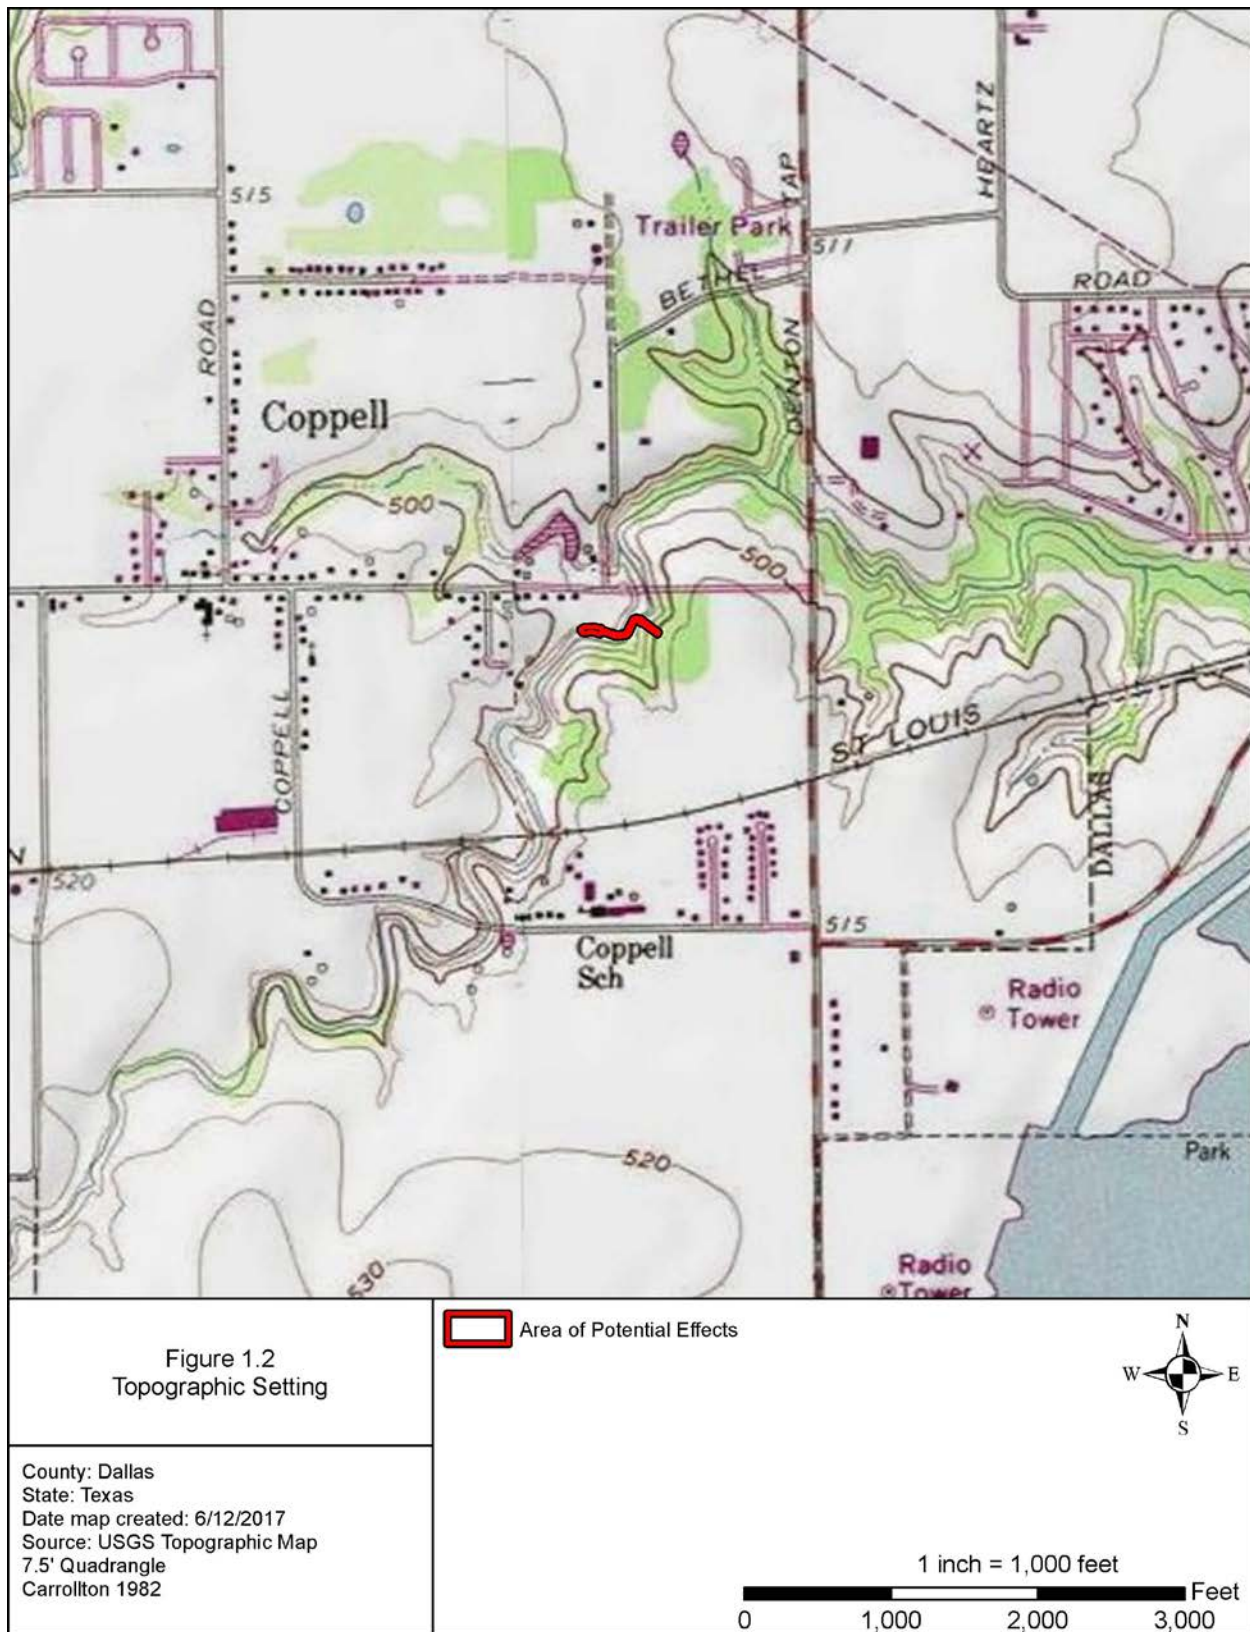 515
TAP
HEARTZ
Trailer Park
511
BETHEL
ROAD
ROAD
DENTON
Coppell
500
500
COPPELL
ST LOUIS
DALLAS
520
515
Coppell
Sch
Radio
Tower
Park
520
530
Radio
Tower
Figure 1.2
Topographic Setting
Area of Potential Effects
N
W
E
S
County: Dallas
State: Texas
Date map created: 6/12/2017
Source: USGS Topographic Map
7.5' Quadrangle
Carrollton 1982
1 inch = 1,000 feet
Feet
0 1,000 2,000 3,000